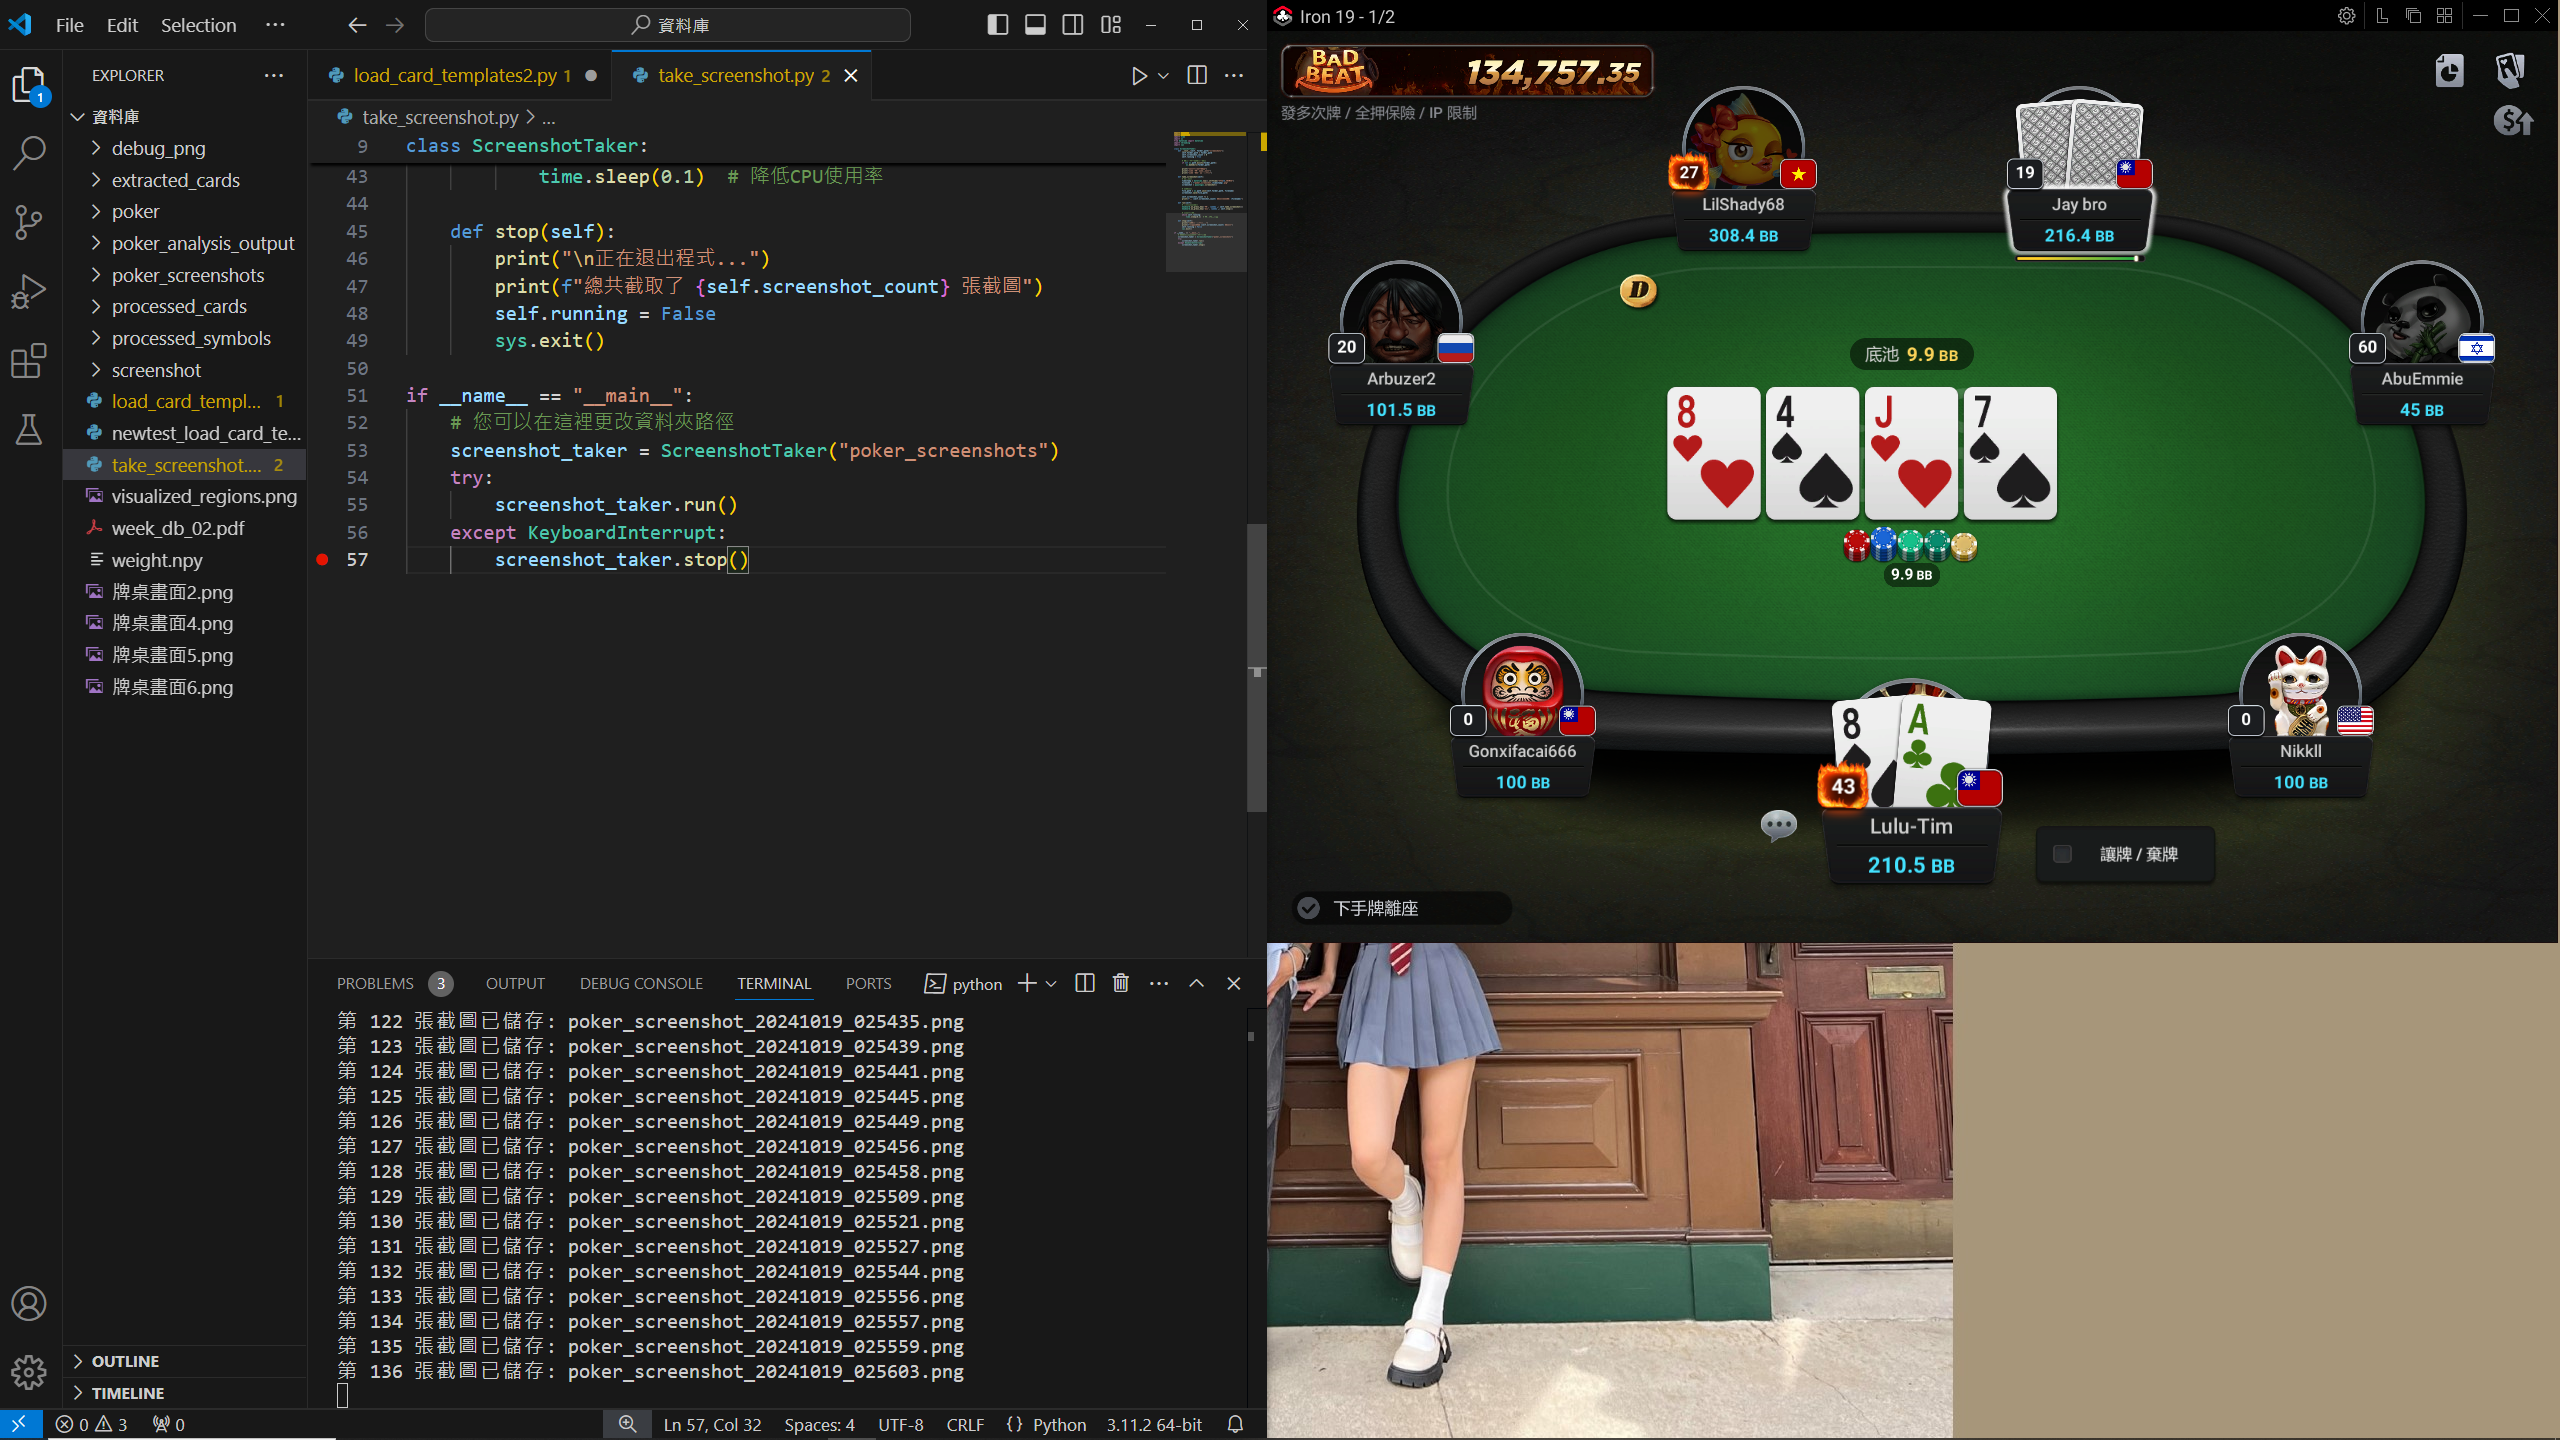 File Edit Selection ···
資料庫
EXPLORER ···
資料庫
debug_png
extracted_cards
poker
poker_analysis_output
poker_screenshots
processed_cards
processed_symbols
screenshot
load_card_templ... 1
newtest_load_card_te...
take_screenshot.... 2
visualized_regions.png
week_db_02.pdf
weight.npy
牌桌畫面2.png
牌桌畫面4.png
牌桌畫面5.png
牌桌畫面6.png
OUTLINE
TIMELINE
load_card_templates2.py 1
take_screenshot.py 2
take_screenshot.py > ...
9 class ScreenshotTaker:
43 time.sleep(0.1) # 降低CPU使用率
44
45 def stop(self):
46 print("\n正在退出程式...")
47 print(f"總共截取了 {self.screenshot_count} 張截圖")
48 self.running = False
49 sys.exit()
50
51 if __name__ == "__main__":
52 # 您可以在這裡更改資料夾路徑
53 screenshot_taker = ScreenshotTaker("poker_screenshots")
54 try:
55 screenshot_taker.run()
56 except KeyboardInterrupt:
57 screenshot_taker.stop()
PROBLEMS 3 OUTPUT DEBUG CONSOLE TERMINAL PORTS python
第 122 張截圖已儲存: poker_screenshot_20241019_025435.png
第 123 張截圖已儲存: poker_screenshot_20241019_025439.png
第 124 張截圖已儲存: poker_screenshot_20241019_025441.png
第 125 張截圖已儲存: poker_screenshot_20241019_025445.png
第 126 張截圖已儲存: poker_screenshot_20241019_025449.png
第 127 張截圖已儲存: poker_screenshot_20241019_025456.png
第 128 張截圖已儲存: poker_screenshot_20241019_025458.png
第 129 張截圖已儲存: poker_screenshot_20241019_025509.png
第 130 張截圖已儲存: poker_screenshot_20241019_025521.png
第 131 張截圖已儲存: poker_screenshot_20241019_025527.png
第 132 張截圖已儲存: poker_screenshot_20241019_025544.png
第 133 張截圖已儲存: poker_screenshot_20241019_025556.png
第 134 張截圖已儲存: poker_screenshot_20241019_025557.png
第 135 張截圖已儲存: poker_screenshot_20241019_025559.png
第 136 張截圖已儲存: poker_screenshot_20241019_025603.png
0 3 0 Ln 57, Col 32 Spaces: 4 UTF-8 CRLF {} Python 3.11.2 64-bit
Iron 19 - 1/2
BAD BEAT 134,757.35
發多次牌 / 全押保險 / IP 限制
27
LilShady68
308.4 BB
19
Jay bro
216.4 BB
D
20
Arbuzer2
101.5 BB
60
AbuEmmie
45 BB
底池 9.9 BB
8 4 J 7
9.9 BB
0
Gonxifacai666
100 BB
8 A
43
Lulu-Tim
210.5 BB
0
Nikkll
100 BB
讓牌 / 棄牌
下手牌離座